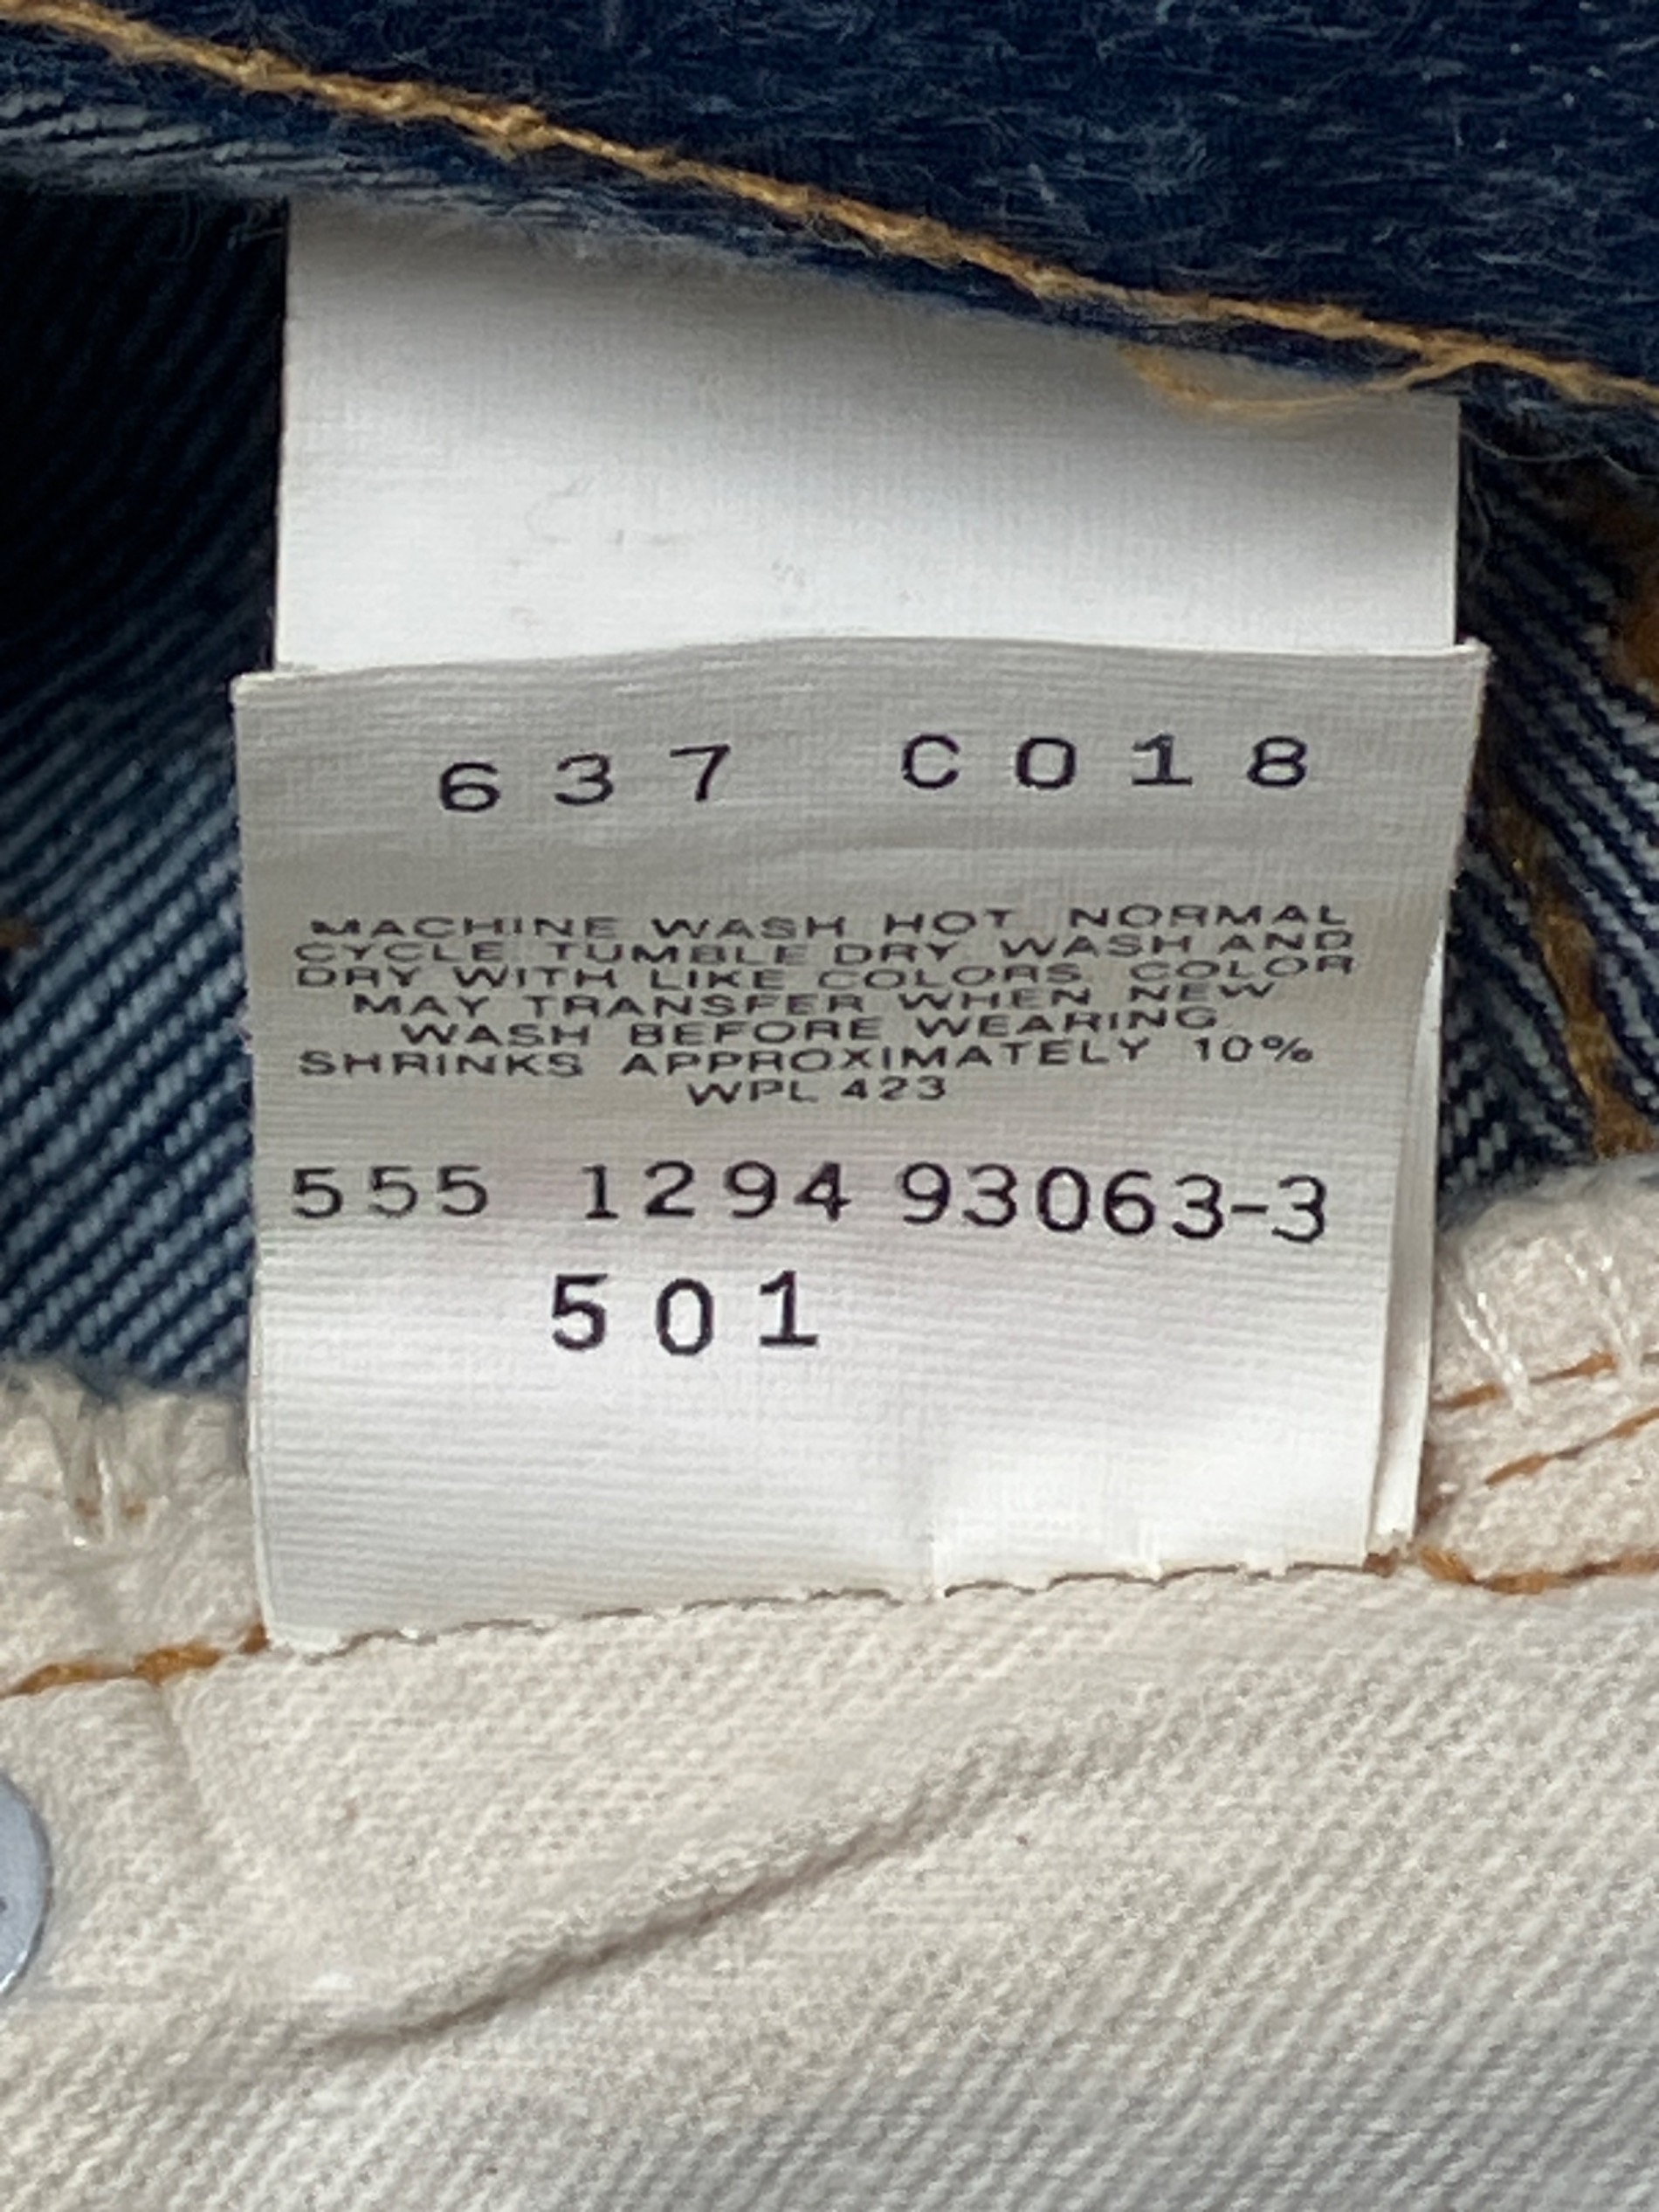 637 C018
MACHINE WASH HOT NORMAL
CYCLE TUMBLE DRY WASH AND
DRY WITH LIKE COLORS COLOR
MAY TRANSFER WHEN NEW
WASH BEFORE WEARING
SHRINKS APPROXIMATELY 10%
WPL 423
555 1294 93063-3
501